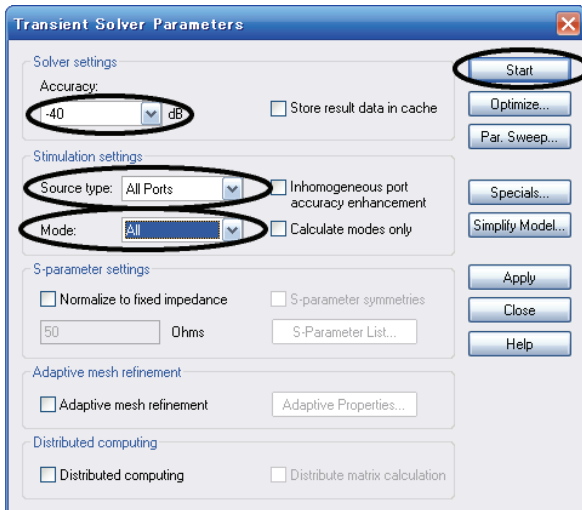 Transient Solver Parameters
Solver settings
Accuracy:
-40 dB
Store result data in cache
Stimulation settings
Source type: All Ports
Inhomogeneous port accuracy enhancement
Mode: All
Calculate modes only
S-parameter settings
Normalize to fixed impedance
S-parameter symmetries
50 Ohms
S-Parameter List...
Adaptive mesh refinement
Adaptive mesh refinement
Adaptive Properties...
Distributed computing
Distributed computing
Distribute matrix calculation
Start
Optimize...
Par. Sweep...
Specials...
Simplify Model...
Apply
Close
Help